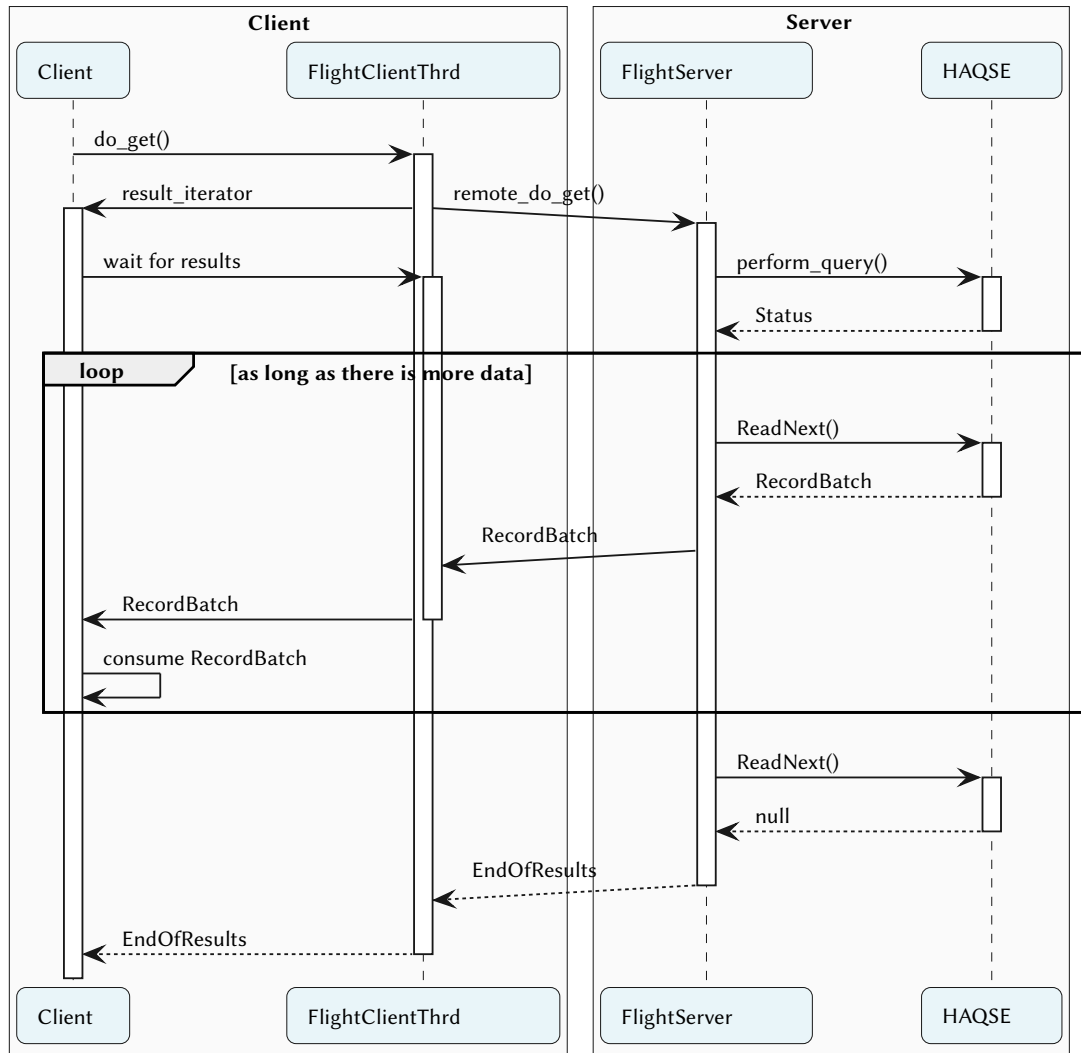 Client
Server
Client
FlightClientThrd
FlightServer
HAQSE
do_get()
result_iterator
remote_do_get()
wait for results
perform_query()
Status
loop
[as long as there is more data]
ReadNext()
RecordBatch
RecordBatch
RecordBatch
consume RecordBatch
ReadNext()
null
EndOfResults
EndOfResults
Client
FlightClientThrd
FlightServer
HAQSE